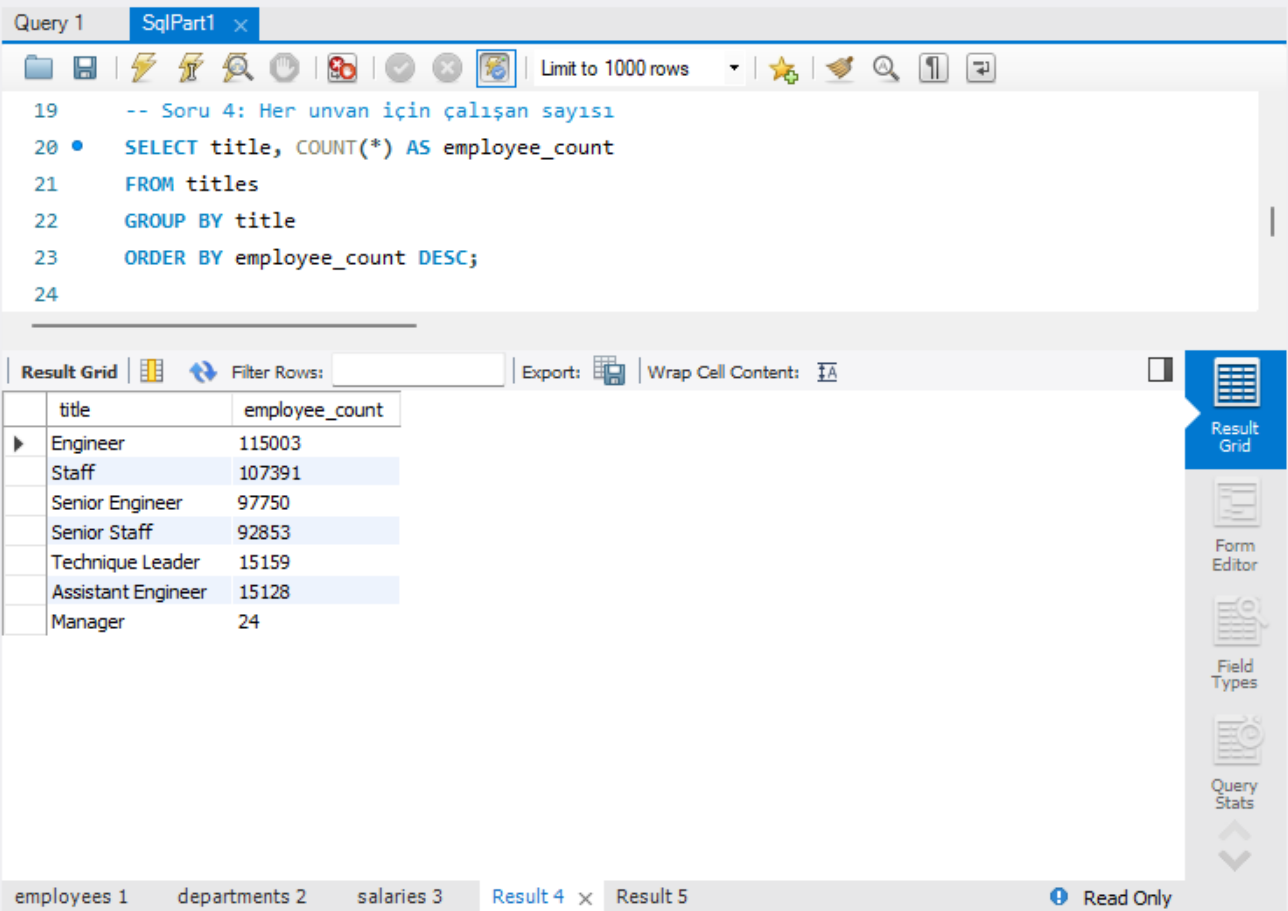 Query 1 SqlPart1
Limit to 1000 rows
19 -- Soru 4: Her unvan için çalışan sayısı
20 SELECT title, COUNT(*) AS employee_count
21 FROM titles
22 GROUP BY title
23 ORDER BY employee_count DESC;
24
Result Grid Filter Rows: Export: Wrap Cell Content:
title employee_count
Engineer 115003
Staff 107391
Senior Engineer 97750
Senior Staff 92853
Technique Leader 15159
Assistant Engineer 15128
Manager 24
Result
Grid
Form
Editor
Field
Types
Query
Stats
employees 1 departments 2 salaries 3 Result 4 Result 5 Read Only